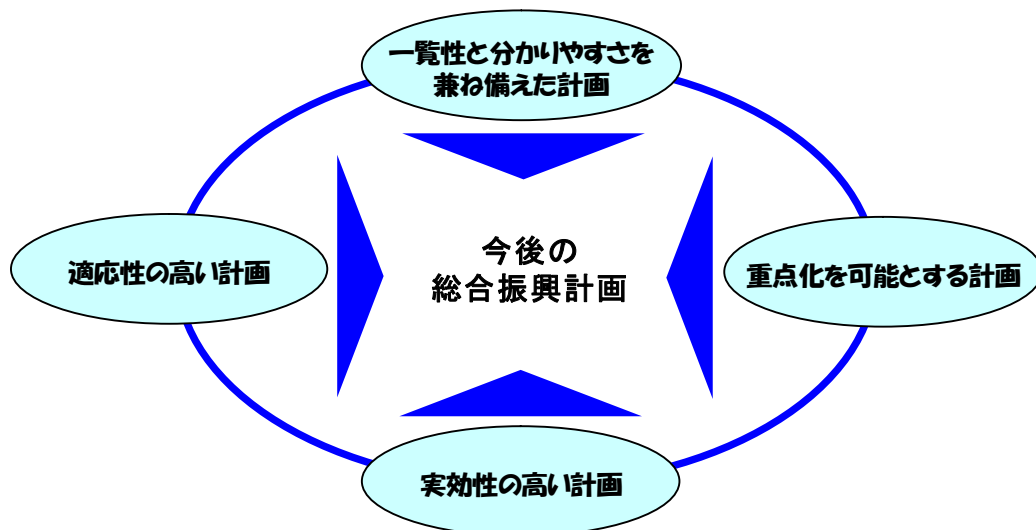 一覧性と分かりやすさを
兼ね備えた計画
適応性の高い計画
今後の
総合振興計画
重点化を可能とする計画
実効性の高い計画